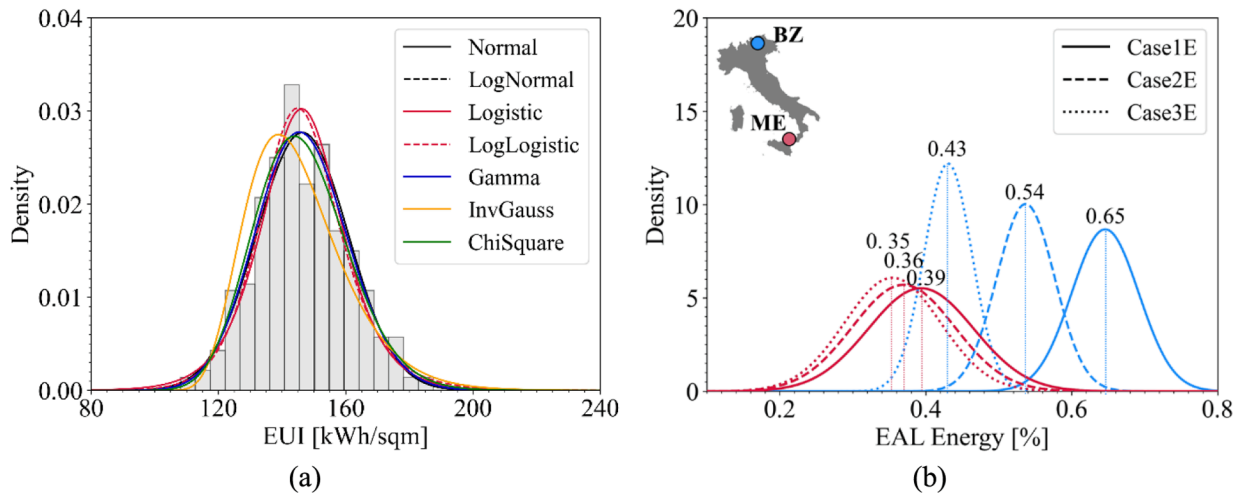 0.04
0.03
0.02
0.01
0.00
Density
80
120
160
200
240
EUI [kWh/sqm]
Normal
LogNormal
Logistic
LogLogistic
Gamma
InvGauss
ChiSquare
(a)
20
15
10
5
0
Density
0.2
0.4
0.6
0.8
EAL Energy [%]
BZ
ME
Case1E
Case2E
Case3E
0.43
0.54
0.65
0. 35
0.36
0.39
(b)